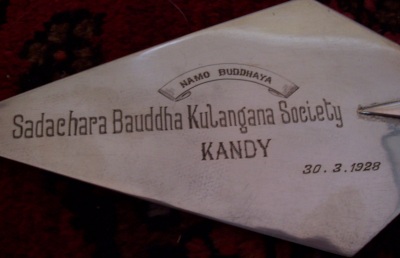 NAMO BUDDHAYA
Sadachara Bauddha Kulangana Society
KANDY
30.3.1928